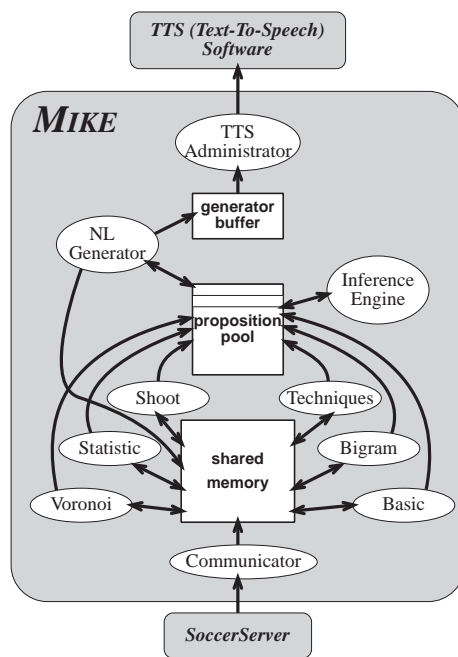 TTS (Text-To-Speech)
Software
MIKE
TTS
Administrator
generator
buffer
NL
Generator
Inference
Engine
proposition
pool
Shoot
Techniques
Statistic
shared
memory
Bigram
Voronoi
Basic
Communicator
SoccerServer